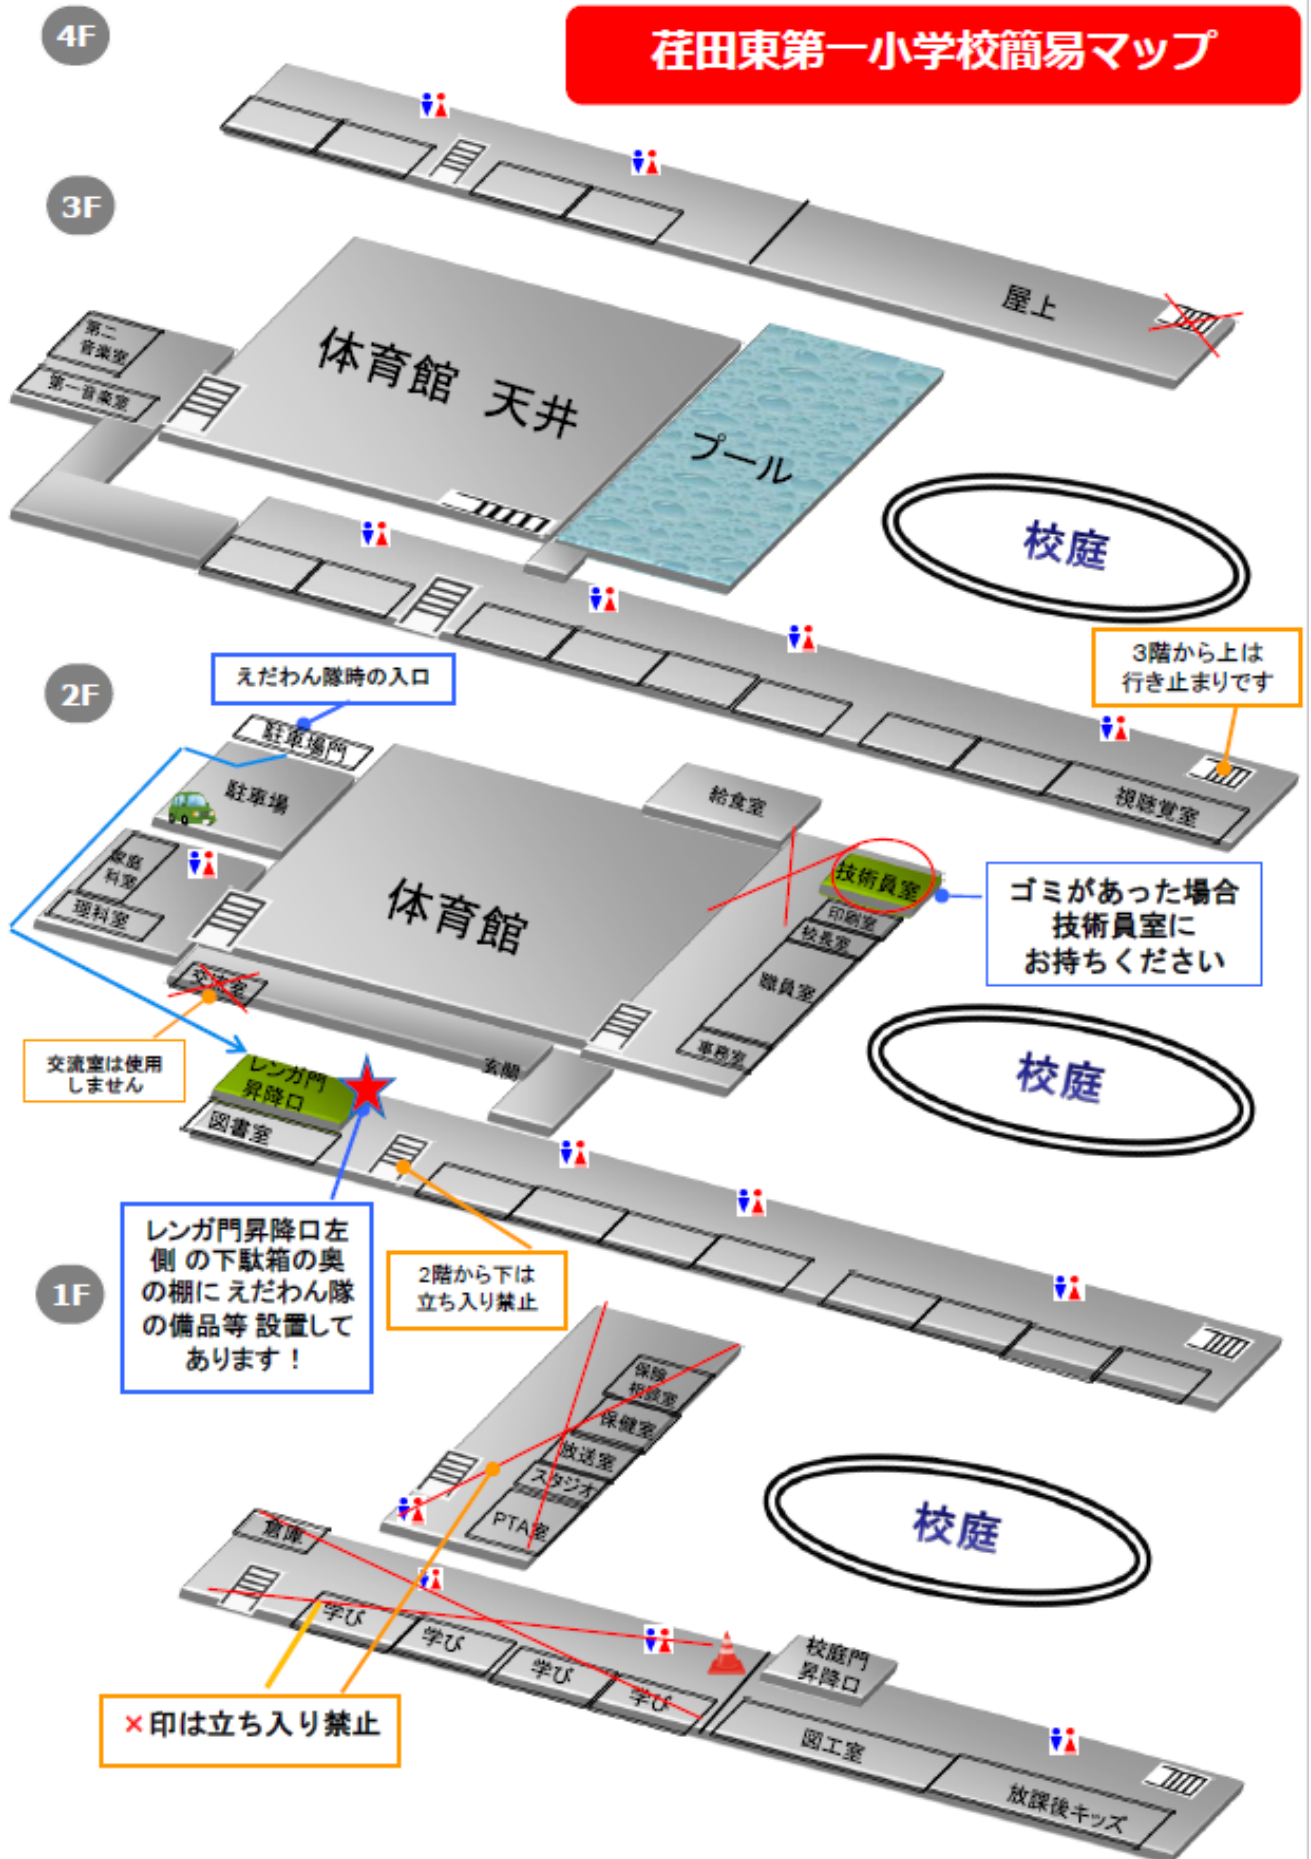 4F
荏田東第一小学校簡易マップ
屋上
3F
第二
音楽室
第一音楽室
体育館 天井
プール
校庭
3階から上は
行き止まりです
視聴覚室
2F
えだわん隊時の入口
駐車場門
駐車場
家庭
科室
理科室
体育館
給食室
技術員室
印刷室
校長室
職員室
事務室
ゴミがあった場合
技術員室に
お持ちください
交流室
交流室は使用
しません
玄関
校庭
レンガ門
昇降口
図書室
レンガ門昇降口左
側 の下駄箱の奥
の棚に えだわん隊
の備品等 設置して
あります！
2階から下は
立ち入り禁止
1F
保険
相談室
保健室
放送室
スタジオ
PTA室
校庭
倉庫
学び
学び
学び
学び
校庭門
昇降口
図工室
放課後キッズ
×印は立ち入り禁止